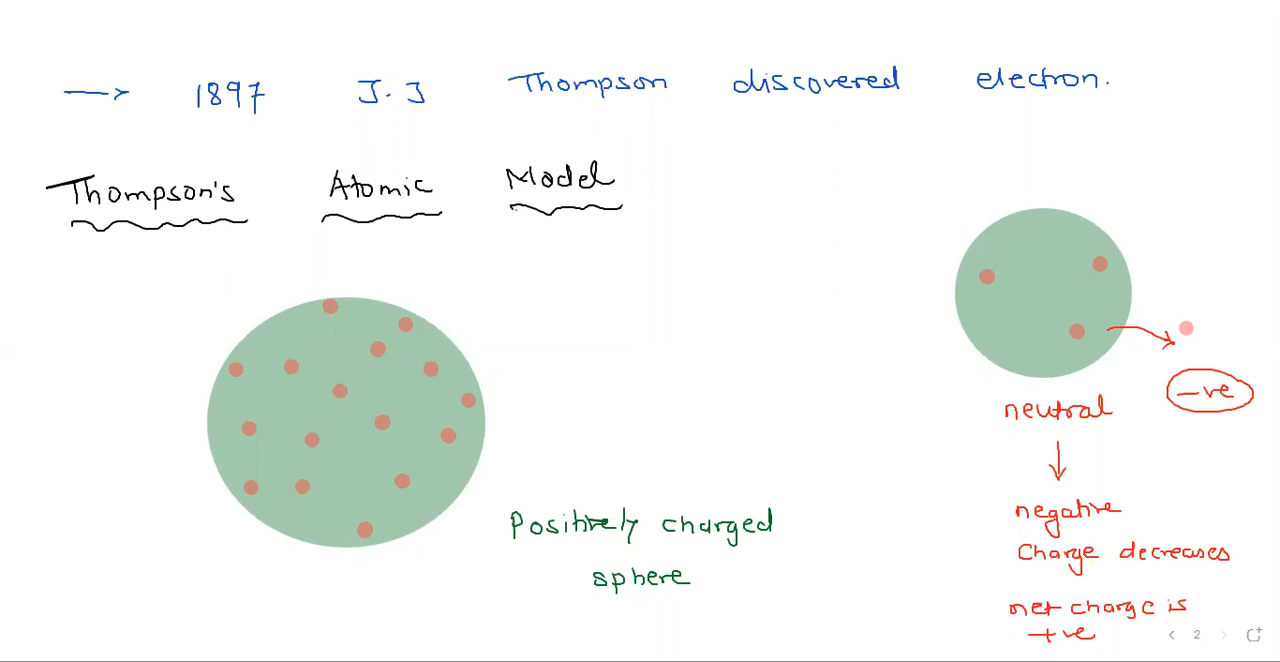 1897 J.J Thompson discovered electron.
Thompson's Atomic Model
-ve
neutral
negative
Charge decreases
net charge is
+ve
Positively charged
sphere
2